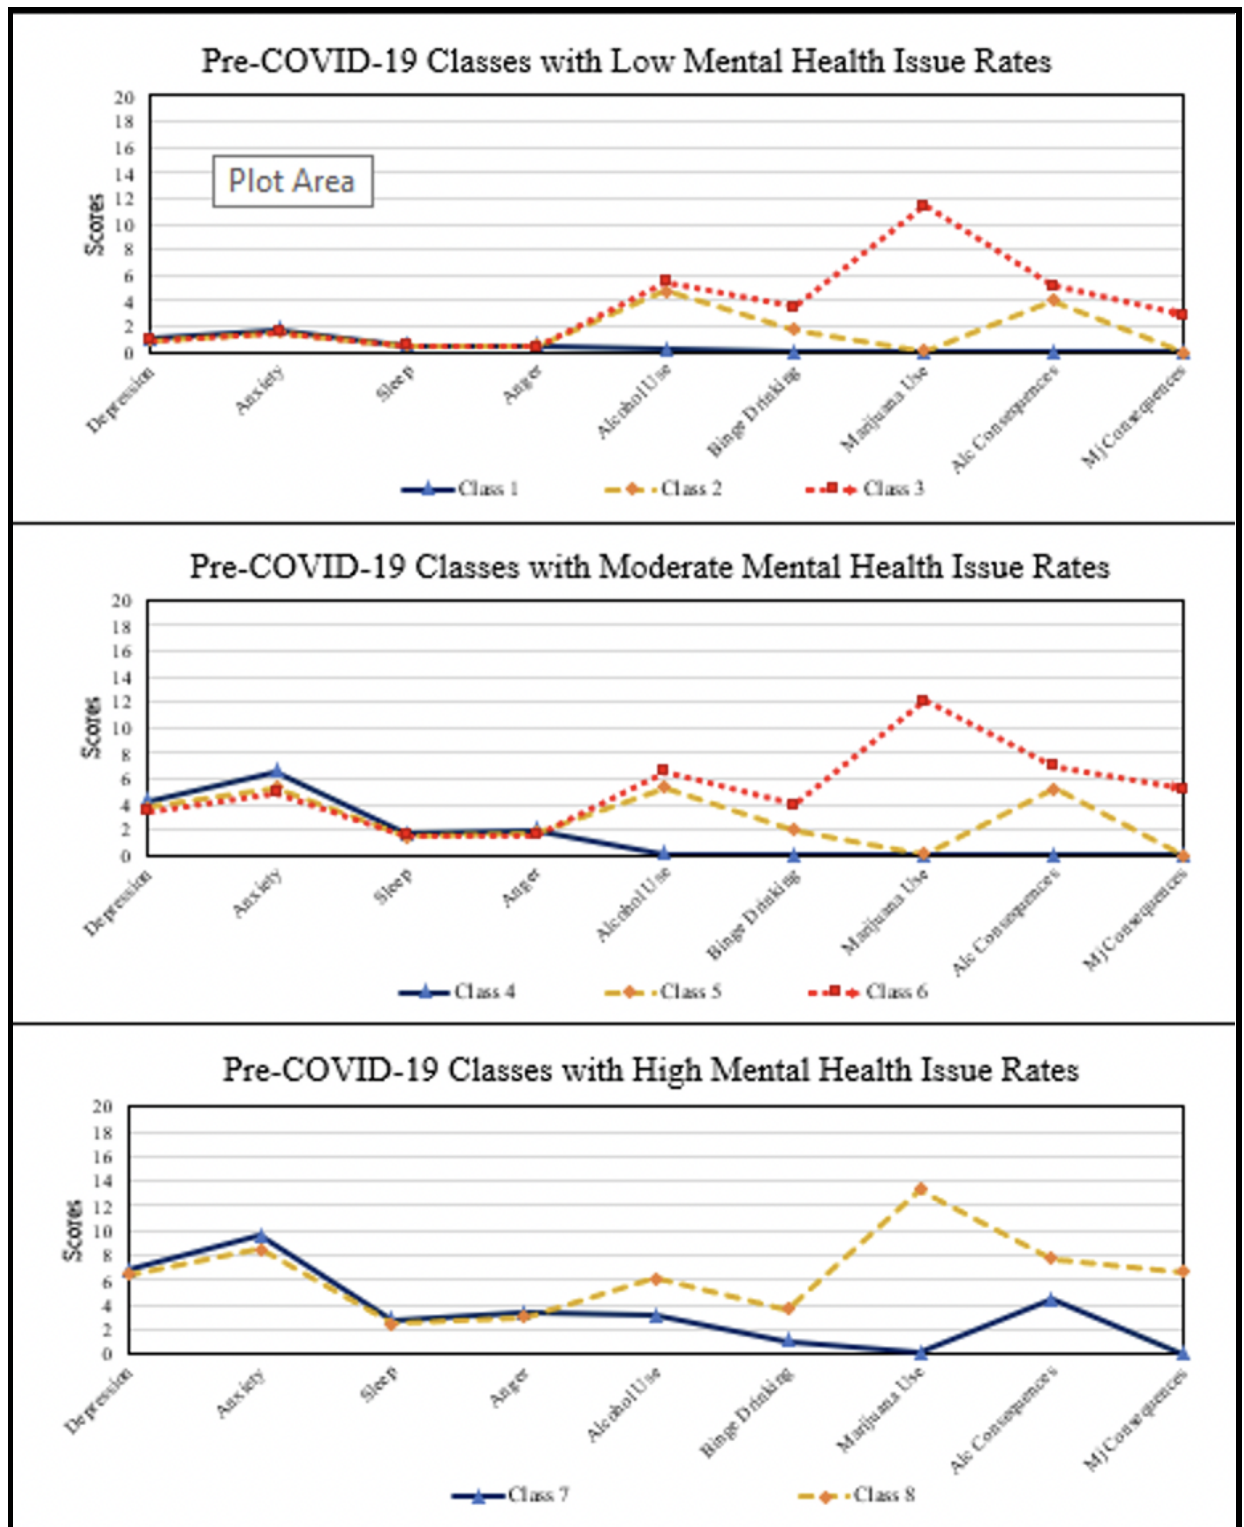 Pre-COVID-19 Classes with Low Mental Health Issue Rates
20
18
16
14
12
10
8
6
4
2
0
Scores
Plot Area
Depression
Anxiety
Sleep
Anger
Alcohol Use
Binge Drinking
Marijuana Use
Alc Consequences
Mj Consequences
Class 1 Class 2 Class 3
Pre-COVID-19 Classes with Moderate Mental Health Issue Rates
20
18
16
14
12
10
8
6
4
2
0
Scores
Depression
Anxiety
Sleep
Anger
Alcohol Use
Binge Drinking
Marijuana Use
Alc Consequences
Mj Consequences
Class 4 Class 5 Class 6
Pre-COVID-19 Classes with High Mental Health Issue Rates
20
18
16
14
12
10
8
6
4
2
0
Scores
Depression
Anxiety
Sleep
Anger
Alcohol Use
Binge Drinking
Marijuana Use
Alc Consequences
Mj Consequences
Class 7 Class 8